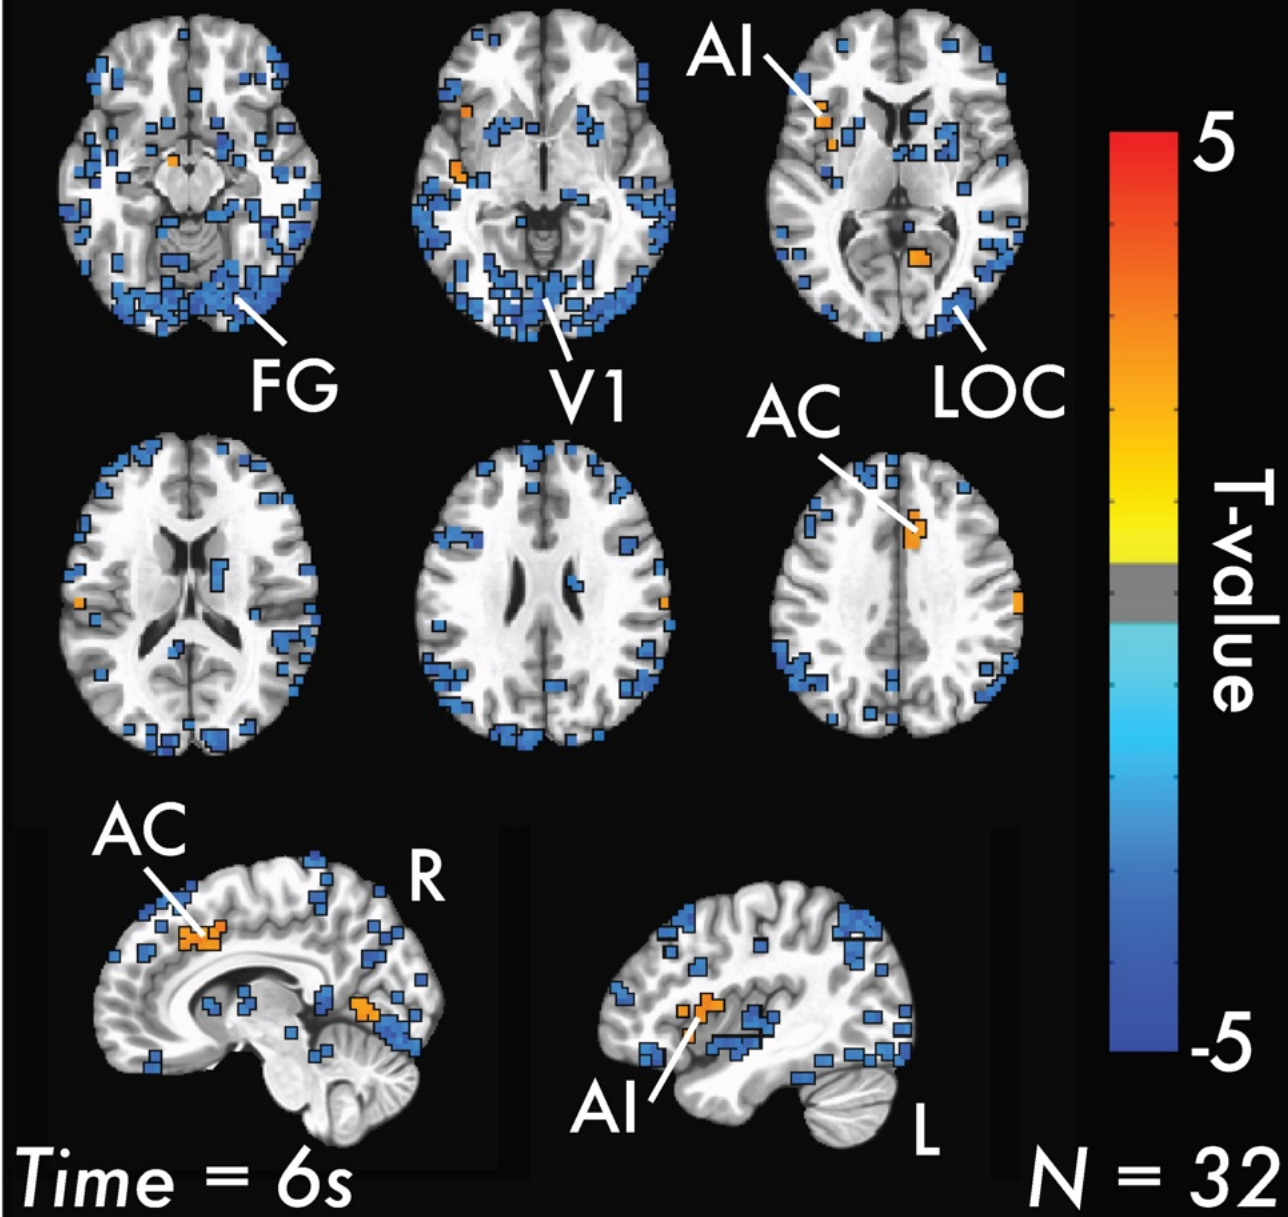 AI
5
FG
V1
LOC
AC
T-value
AC
R
AI
L
-5
Time = 6s
N = 32